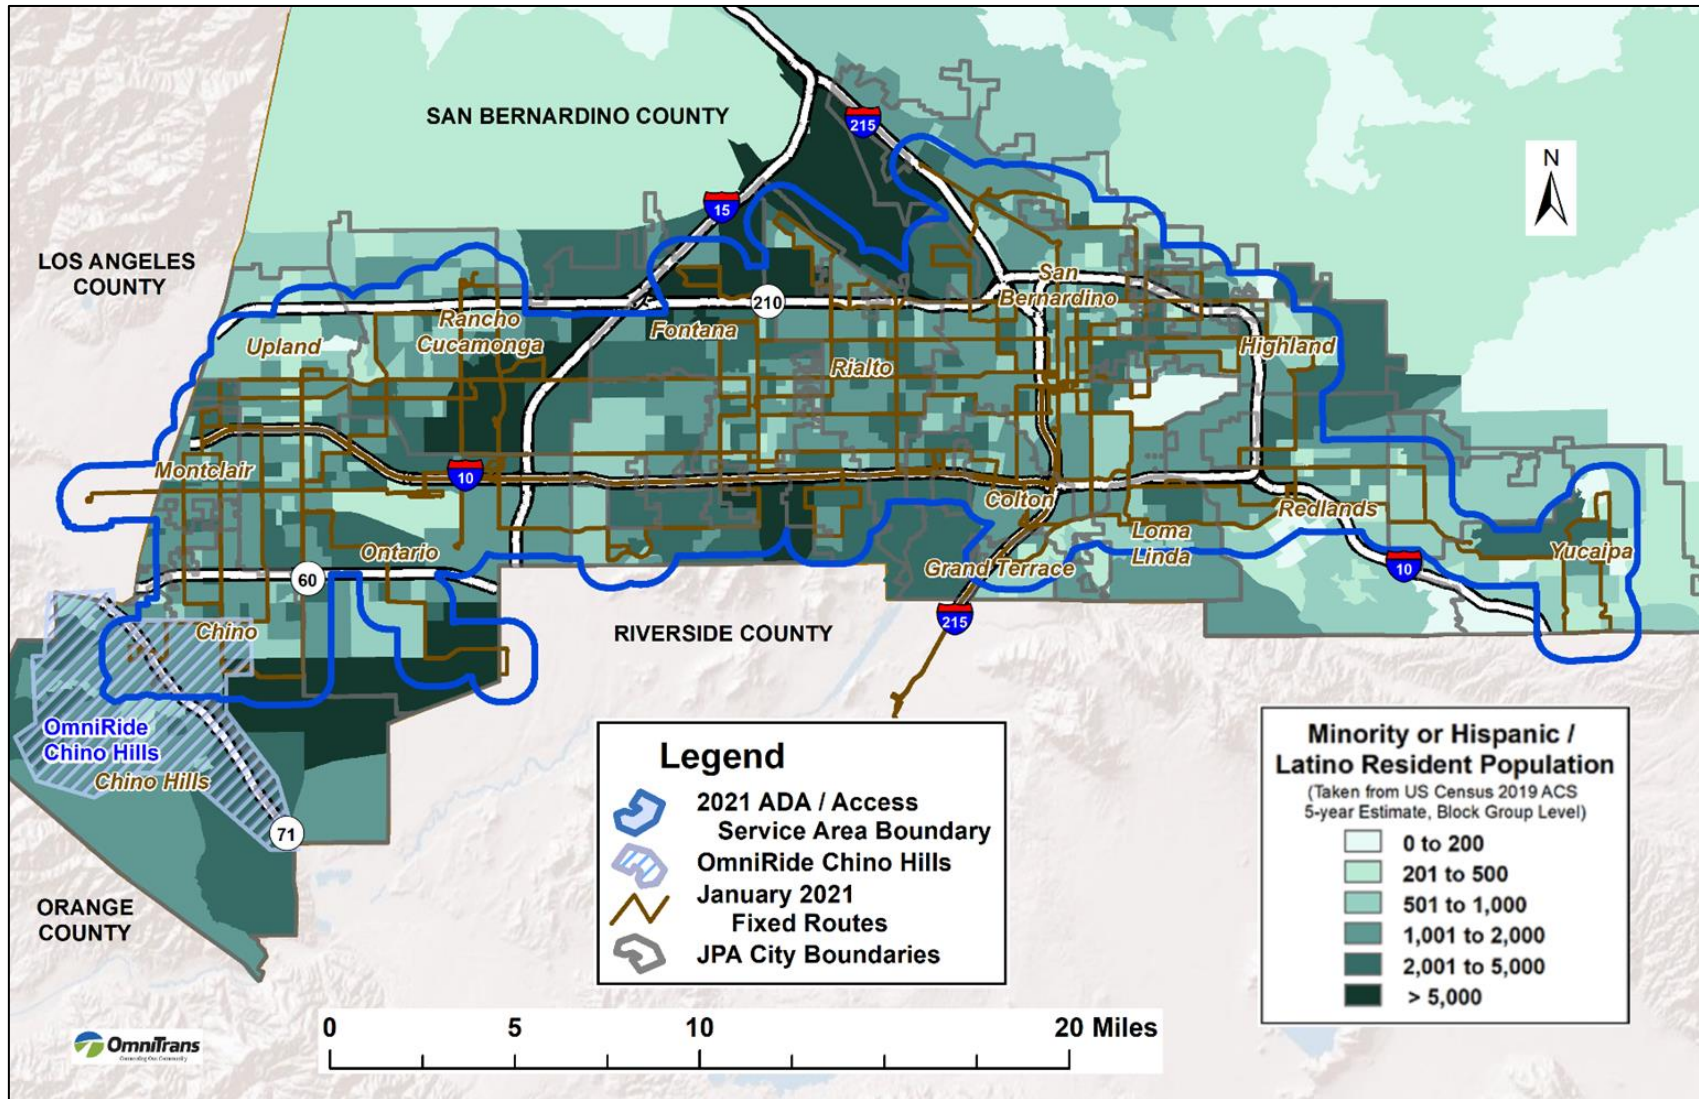 SAN BERNARDINO COUNTY
215
N
15
LOS ANGELES
COUNTY
San
Bernardino
210
Rancho
Cucamonga
Fontana
Upland
Highland
Rialto
Montclair
10
Colton
Redlands
Ontario
Loma
Linda
Yucaipa
Grand Terrace
10
60
215
Chino
RIVERSIDE COUNTY
OmniRide
Chino Hills
Chino Hills
71
ORANGE
COUNTY
Legend
2021 ADA / Access
Service Area Boundary
OmniRide Chino Hills
January 2021
Fixed Routes
JPA City Boundaries
Minority or Hispanic /
Latino Resident Population
(Taken from US Census 2019 ACS
5-year Estimate, Block Group Level)
0 to 200
201 to 500
501 to 1,000
1,001 to 2,000
2,001 to 5,000
> 5,000
0 5 10 20 Miles
OmniTrans
Connecting Our Community